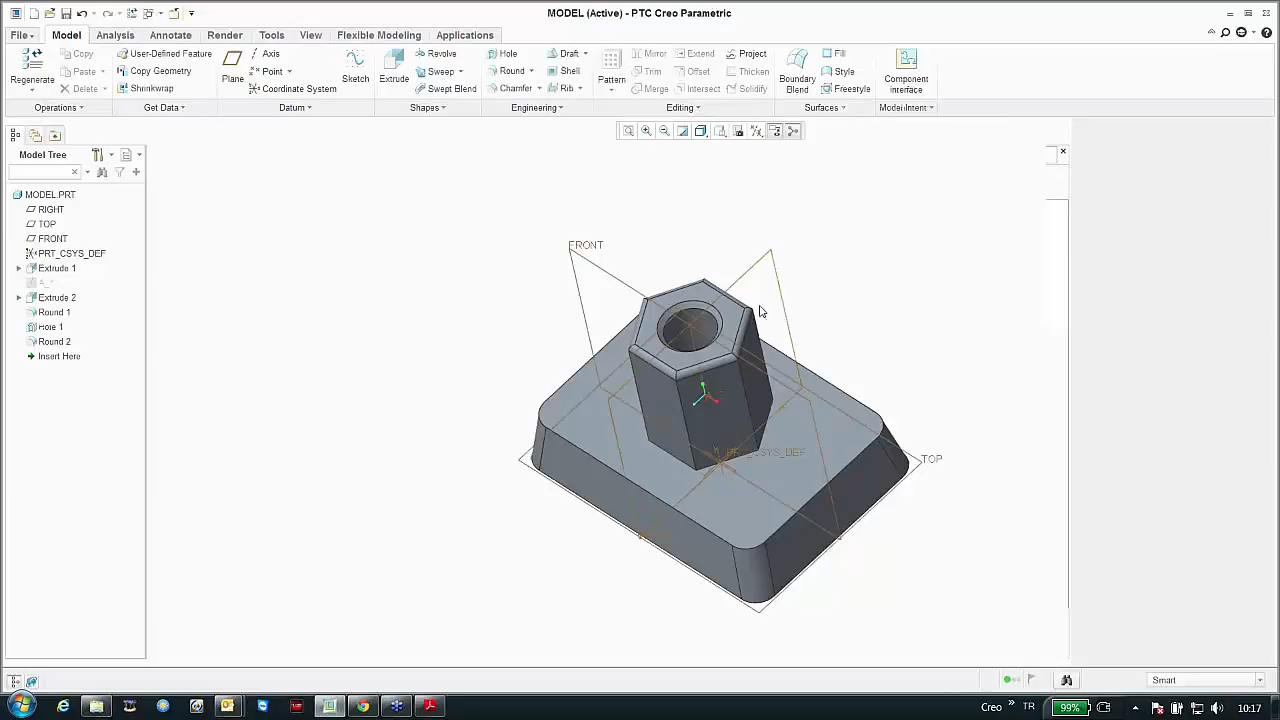 MODEL (Active) - PTC Creo Parametric
File Model Analysis Annotate Render Tools View Flexible Modeling Applications
Regenerate
Copy
Paste
Delete
User-Defined Feature
Copy Geometry
Shrinkwrap
Plane
Axis
Point
Coordinate System
Sketch
Extrude
Revolve
Sweep
Swept Blend
Hole
Round
Chamfer
Draft
Shell
Rib
Pattern
Mirror
Trim
Merge
Extend
Offset
Intersect
Project
Thicken
Solidify
Boundary
Blend
Fill
Style
Freestyle
Component
Interface
Operations Get Data Datum Shapes Engineering Editing Surfaces Model Intent
Model Tree
MODEL.PRT
RIGHT
TOP
FRONT
PRT_CSYS_DEF
Extrude 1
Extrude 2
Round 1
Hole 1
Round 2
Insert Here
FRONT
PRT_CSYS_DEF
TOP
Smart
Creo » TR 99% 10:17